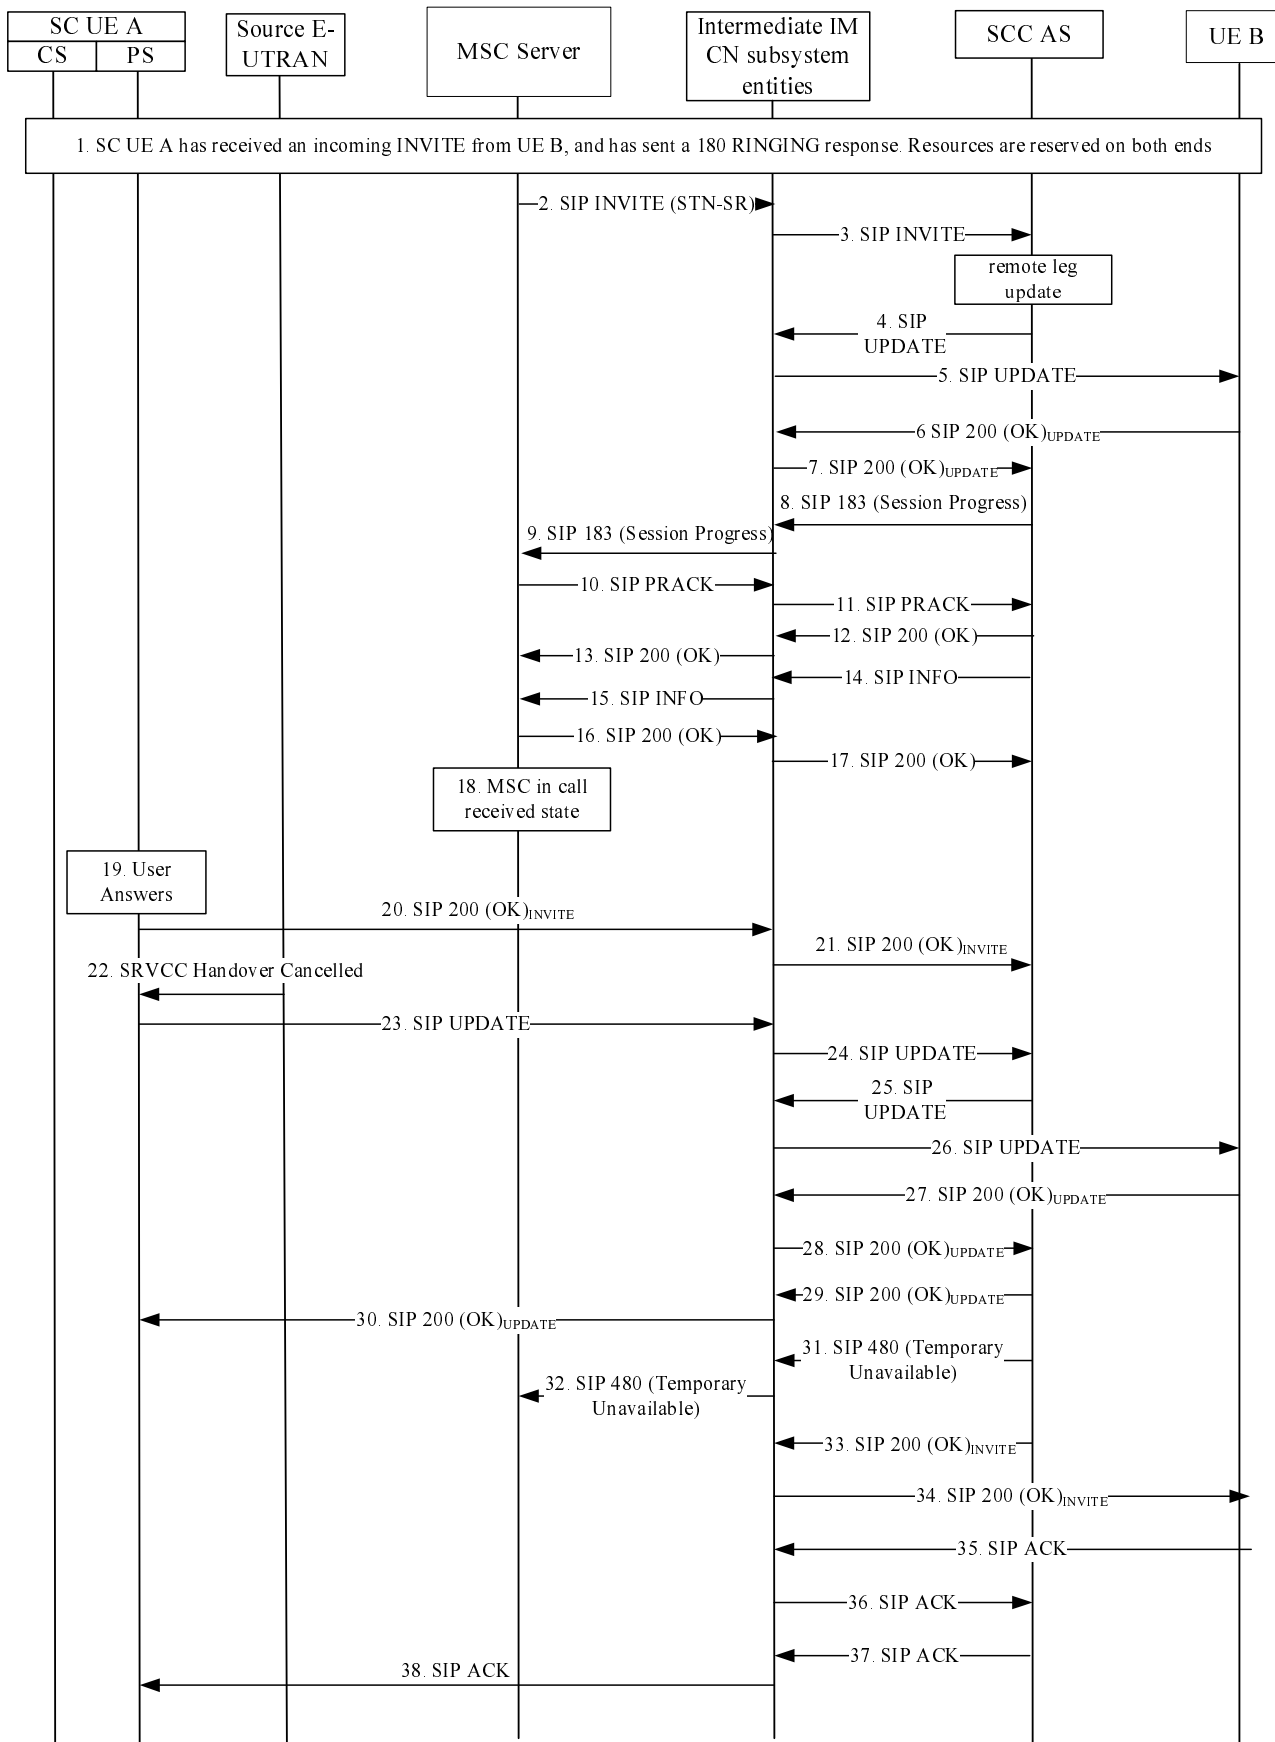 SC UE A
CS
PS
Source E-
UTRAN
MSC Server
Intermediate IM
CN subsystem
entities
SCC AS
UE B
1. SC UE A has received an incoming INVITE from UE B, and has sent a 180 RINGING response. Resources are reserved on both ends
2. SIP INVITE (STN-SR)
3. SIP INVITE
remote leg
update
4. SIP
UPDATE
5. SIP UPDATE
6 SIP 200 (OK)UPDATE
7. SIP 200 (OK)UPDATE
8. SIP 183 (Session Progress)
9. SIP 183 (Session Progress)
10. SIP PRACK
11. SIP PRACK
12. SIP 200 (OK)
13. SIP 200 (OK)
14. SIP INFO
15. SIP INFO
16. SIP 200 (OK)
17. SIP 200 (OK)
18. MSC in call
received state
19. User
Answers
20. SIP 200 (OK)INVITE
21. SIP 200 (OK)INVITE
22. SRVCC Handover Cancelled
23. SIP UPDATE
24. SIP UPDATE
25. SIP
UPDATE
26. SIP UPDATE
27. SIP 200 (OK)UPDATE
28. SIP 200 (OK)UPDATE
29. SIP 200 (OK)UPDATE
30. SIP 200 (OK)UPDATE
31. SIP 480 (Temporary
Unavailable)
32. SIP 480 (Temporary
Unavailable)
33. SIP 200 (OK)INVITE
34. SIP 200 (OK)INVITE
35. SIP ACK
36. SIP ACK
37. SIP ACK
38. SIP ACK